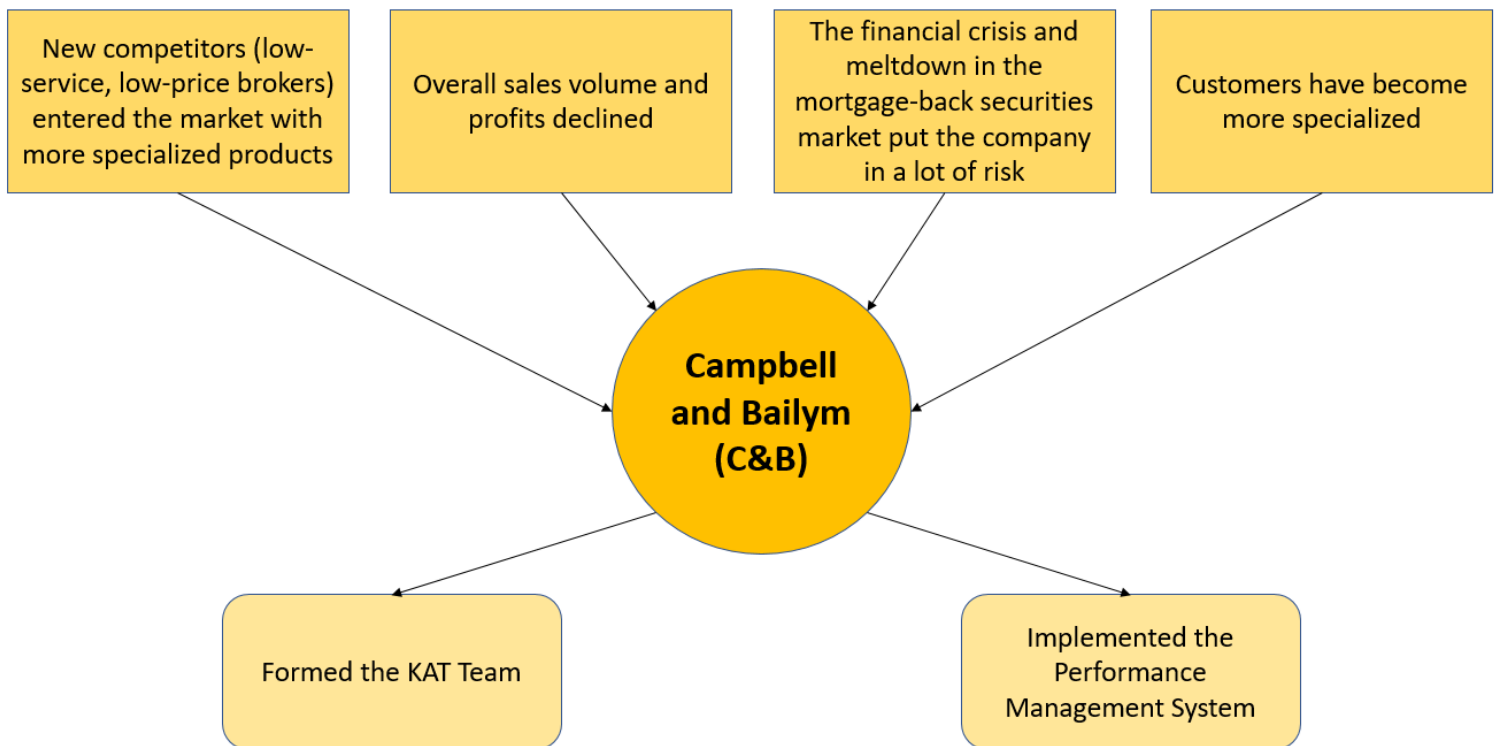 New competitors (low-
service, low-price brokers)
entered the market with
more specialized products
Overall sales volume and
profits declined
The financial crisis and
meltdown in the
mortgage-back securities
market put the company
in a lot of risk
Customers have become
more specialized
Campbell
and Bailym
(C&B)
Formed the KAT Team
Implemented the
Performance
Management System